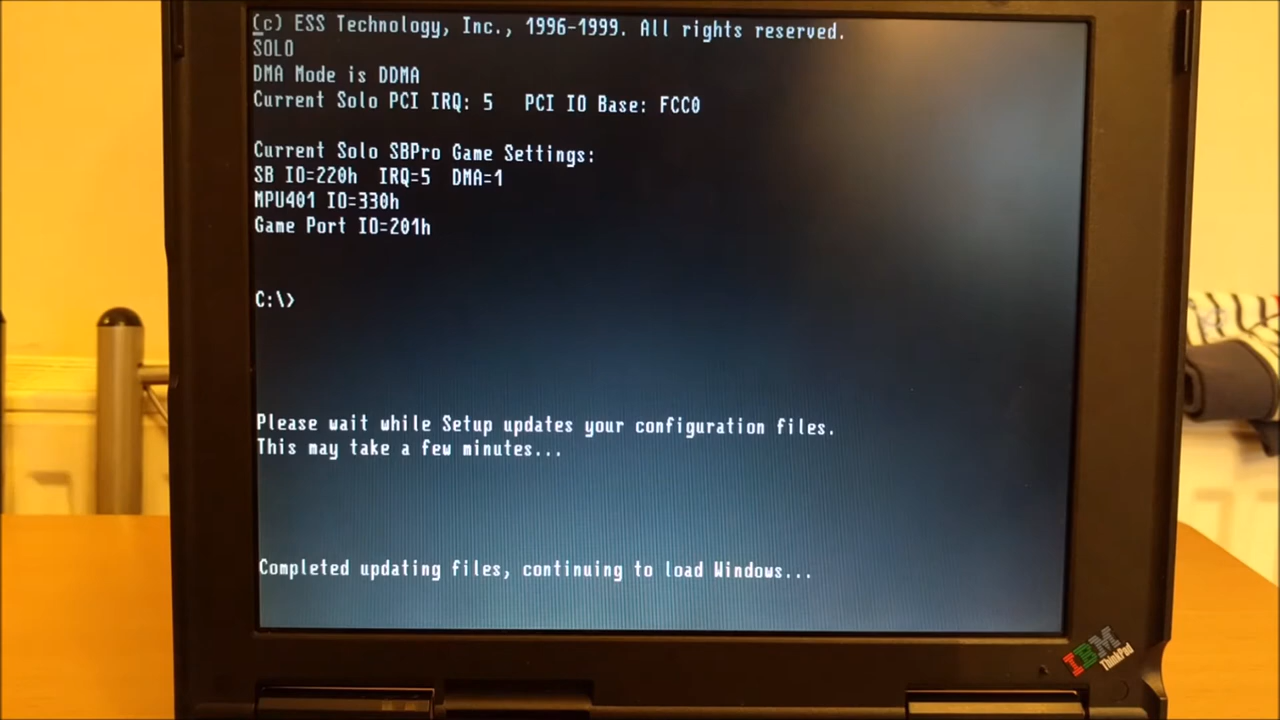 (c) ESS Technology, Inc., 1996-1999. All rights reserved.
SOLO
DMA Mode is DDMA
Current Solo PCI IRQ: 5   PCI IO Base: FCC0
Current Solo SBPro Game Settings:
SB IO=220h  IRQ=5  DMA=1
MPU401 IO=330h
Game Port IO=201h
C:\>
Please wait while Setup updates your configuration files.
This may take a few minutes...
Completed updating files, continuing to load Windows...
IBM
ThinkPad